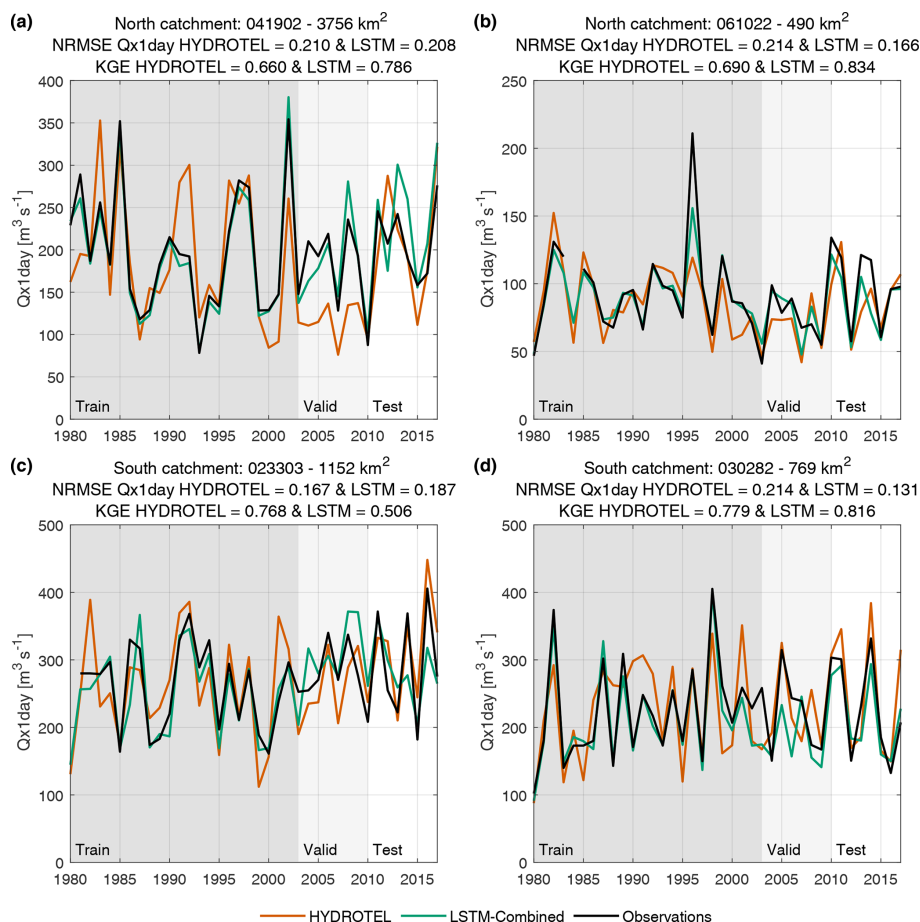 (a)
North catchment: 041902 - 3756 km²
NRMSE Qx1day HYDROTEL = 0.210 & LSTM = 0.208
KGE HYDROTEL = 0.660 & LSTM = 0.786
Qx1day [m³ s⁻¹]
400
350
300
250
200
150
100
50
0
Train
Valid
Test
1980 1985 1990 1995 2000 2005 2010 2015
(b)
North catchment: 061022 - 490 km²
NRMSE Qx1day HYDROTEL = 0.214 & LSTM = 0.166
KGE HYDROTEL = 0.690 & LSTM = 0.834
Qx1day [m³ s⁻¹]
250
200
150
100
50
0
Train
Valid
Test
1980 1985 1990 1995 2000 2005 2010 2015
(c)
South catchment: 023303 - 1152 km²
NRMSE Qx1day HYDROTEL = 0.167 & LSTM = 0.187
KGE HYDROTEL = 0.768 & LSTM = 0.506
Qx1day [m³ s⁻¹]
500
400
300
200
100
0
Train
Valid
Test
1980 1985 1990 1995 2000 2005 2010 2015
(d)
South catchment: 030282 - 769 km²
NRMSE Qx1day HYDROTEL = 0.214 & LSTM = 0.131
KGE HYDROTEL = 0.779 & LSTM = 0.816
Qx1day [m³ s⁻¹]
500
400
300
200
100
0
Train
Valid
Test
1980 1985 1990 1995 2000 2005 2010 2015
HYDROTEL LSTM-Combined Observations